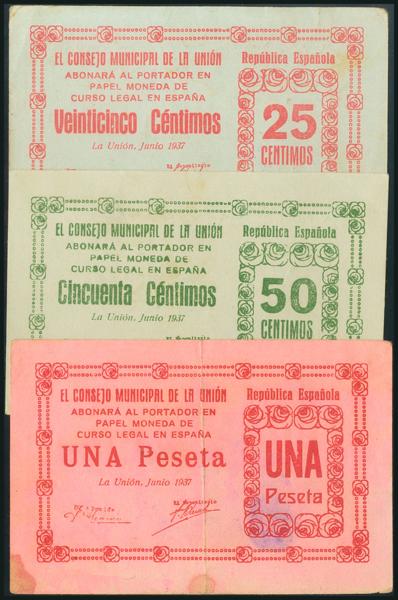 EL CONSEJO MUNICIPAL DE LA UNIÓN
ABONARÁ AL PORTADOR EN
PAPEL MONEDA DE
CURSO LEGAL EN ESPAÑA
Veinticinco Céntimos
La Unión, Junio 1937
República Española
25
CENTIMOS
EL CONSEJO MUNICIPAL DE LA UNIÓN
ABONARÁ AL PORTADOR EN
PAPEL MONEDA DE
CURSO LEGAL EN ESPAÑA
Cincuenta Céntimos
La Unión, Junio 1937
República Española
50
CENTIMOS
EL CONSEJO MUNICIPAL DE LA UNIÓN
ABONARÁ AL PORTADOR EN
PAPEL MONEDA DE
CURSO LEGAL EN ESPAÑA
UNA Peseta
La Unión, Junio 1937
República Española
UNA
Peseta